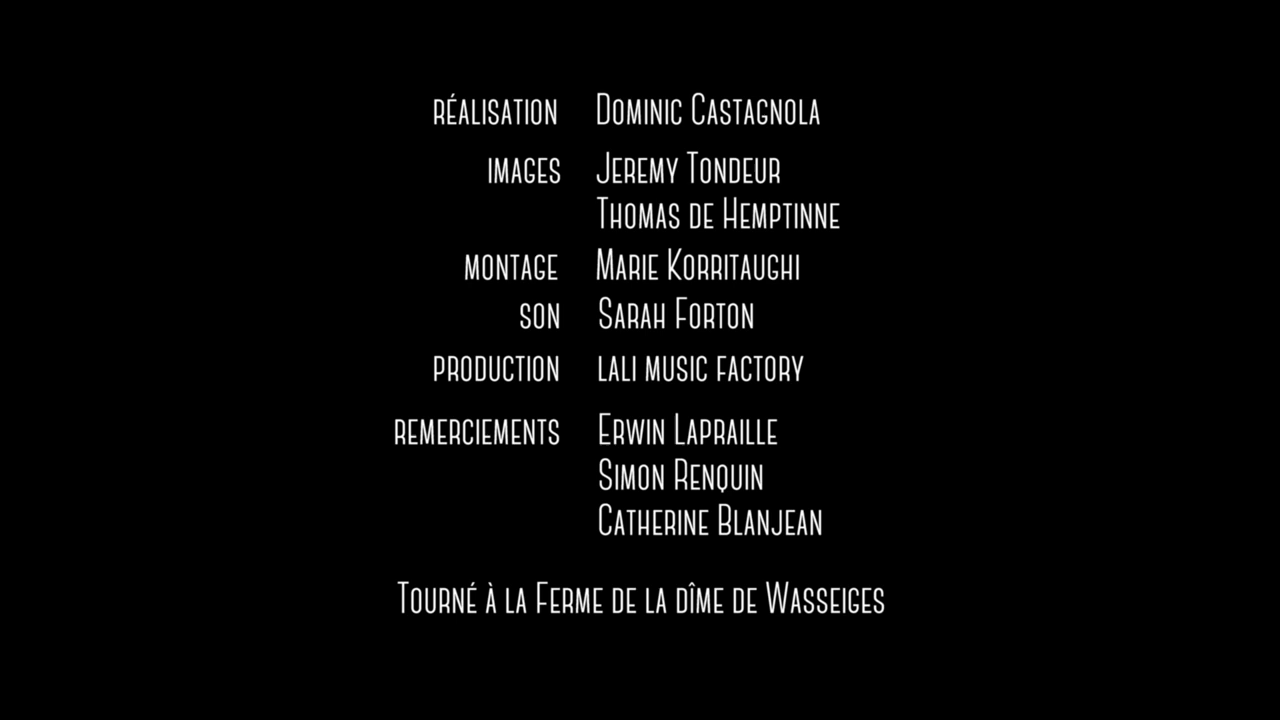 RÉALISATION Dominic Castagnola
IMAGES Jeremy Tondeur
Thomas de Hemptinne
MONTAGE Marie Korritaughi
SON Sarah Forton
PRODUCTION LALI MUSIC FACTORY
REMERCIEMENTS Erwin Lapraille
Simon Renquin
Catherine Blanjean
Tourné à la Ferme de la dîme de Wasseiges